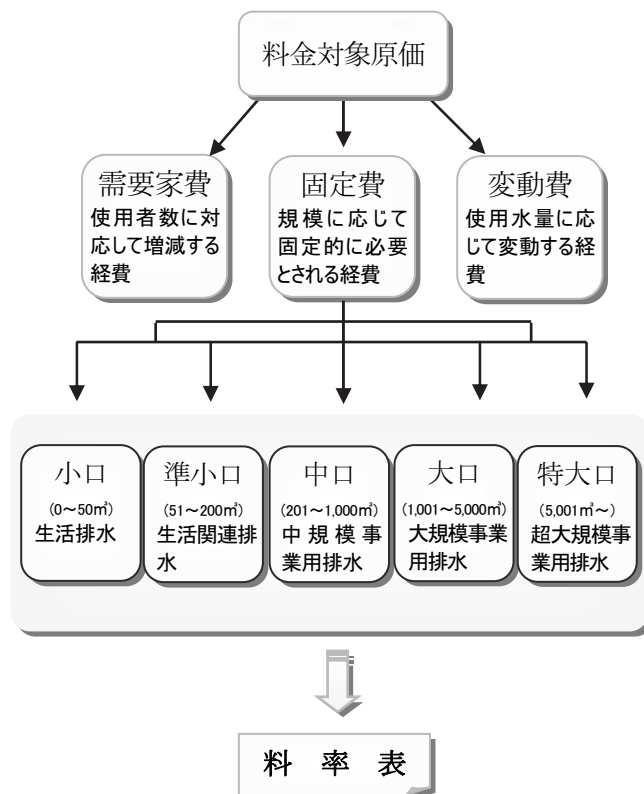 料金対象原価
需要家費
使用者数に対
応して増減する
経費
固定費
規模に応じて
固定的に必要
とされる経費
変動費
使用水量に応
じて変動する経
費
小口
(0～50㎥)
生活排水
準小口
(51～200㎥)
生活関連排
水
中口
(201～1,000㎥)
中規模事
業用排水
大口
(1,001～5,000㎥)
大規模事業
用排水
特大口
(5,001㎥～)
超大規模事
業用排水
料 率 表